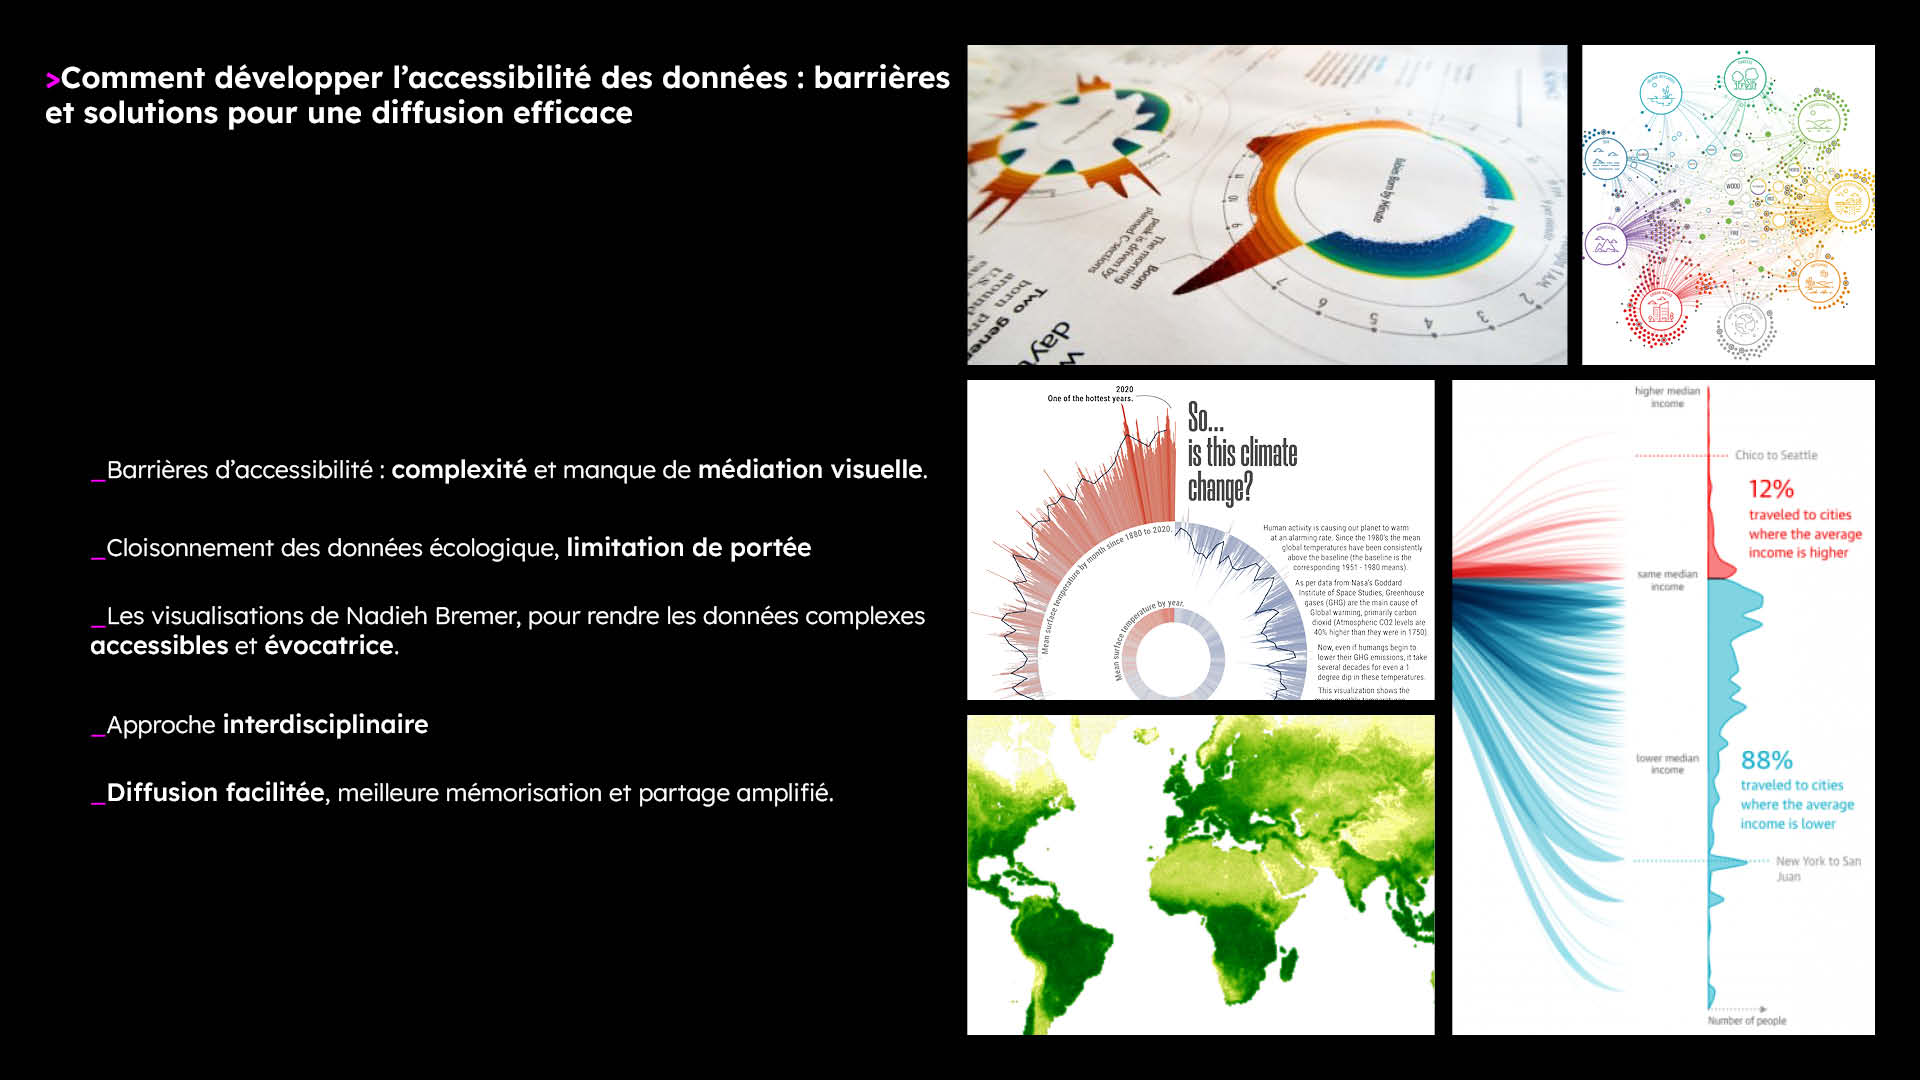 >Comment développer l’accessibilité des données : barrières
et solutions pour une diffusion efficace
_Barrières d’accessibilité : complexité et manque de médiation visuelle.
_Cloisonnement des données écologique, limitation de portée
_Les visualisations de Nadieh Bremer, pour rendre les données complexes
accessibles et évocatrice.
_Approche interdisciplinaire
_Diffusion facilitée, meilleure mémorisation et partage amplifié.
Babies Born by Minute
Boom
The morning
peak is driven by
planned C-sections
WOOD
2020
One of the hottest years.
So...
is this climate
change?
Mean surface temperature by month since 1880 to 2020.
Mean surface temperature by year.
Human activity is causing our planet to warm
at an alarming rate. Since the 1980's the mean
global temperatures have been consistently
above the baseline (the baseline is the
corresponding 1951 - 1980 means).
As per data from Nasa's Goddard
Institute of Space Studies, Greenhouse
gases (GHG) are the main cause of
Global warming, primarily carbon
dioxid (Atmospheric CO2 levels are
40% higher than they were in 1750)
Now, even if humangs begin to
lower their GHG emissions, it take
several decades for even a 1
degree dip in these temperatures.
This visualization shows the
higher median
income
Chico to Seattle
12%
traveled to cities
where the average
income is higher
same median
income
lower median
income
88%
traveled to cities
where the average
income is lower
New York to San
Juan
Number of people